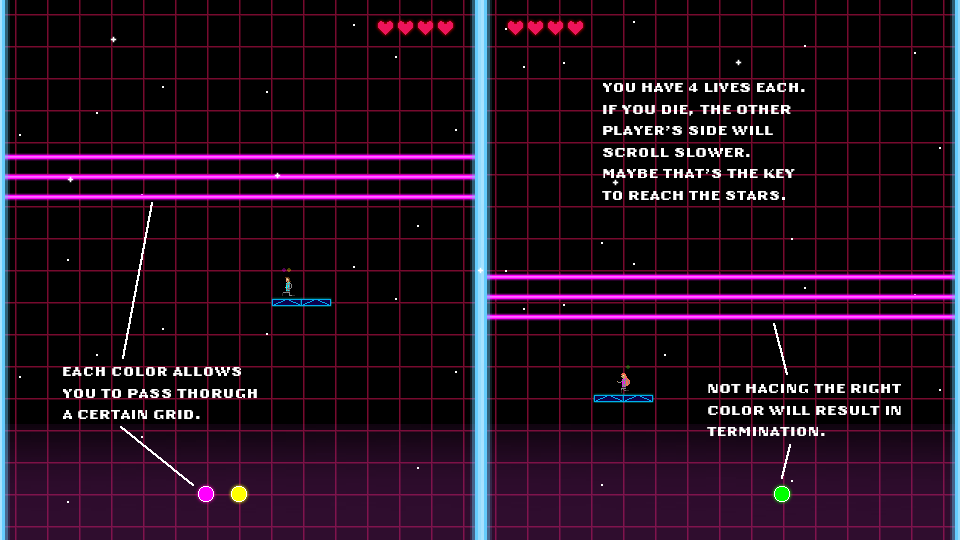 YOU HAVE 4 LIVES EACH.
IF YOU DIE, THE OTHER
PLAYER'S SIDE WILL
SCROLL SLOWER.
MAYBE THAT'S THE KEY
TO REACH THE STARS.
EACH COLOR ALLOWS
YOU TO PASS THORUGH
A CERTAIN GRID.
NOT HACING THE RIGHT
COLOR WILL RESULT IN
TERMINATION.